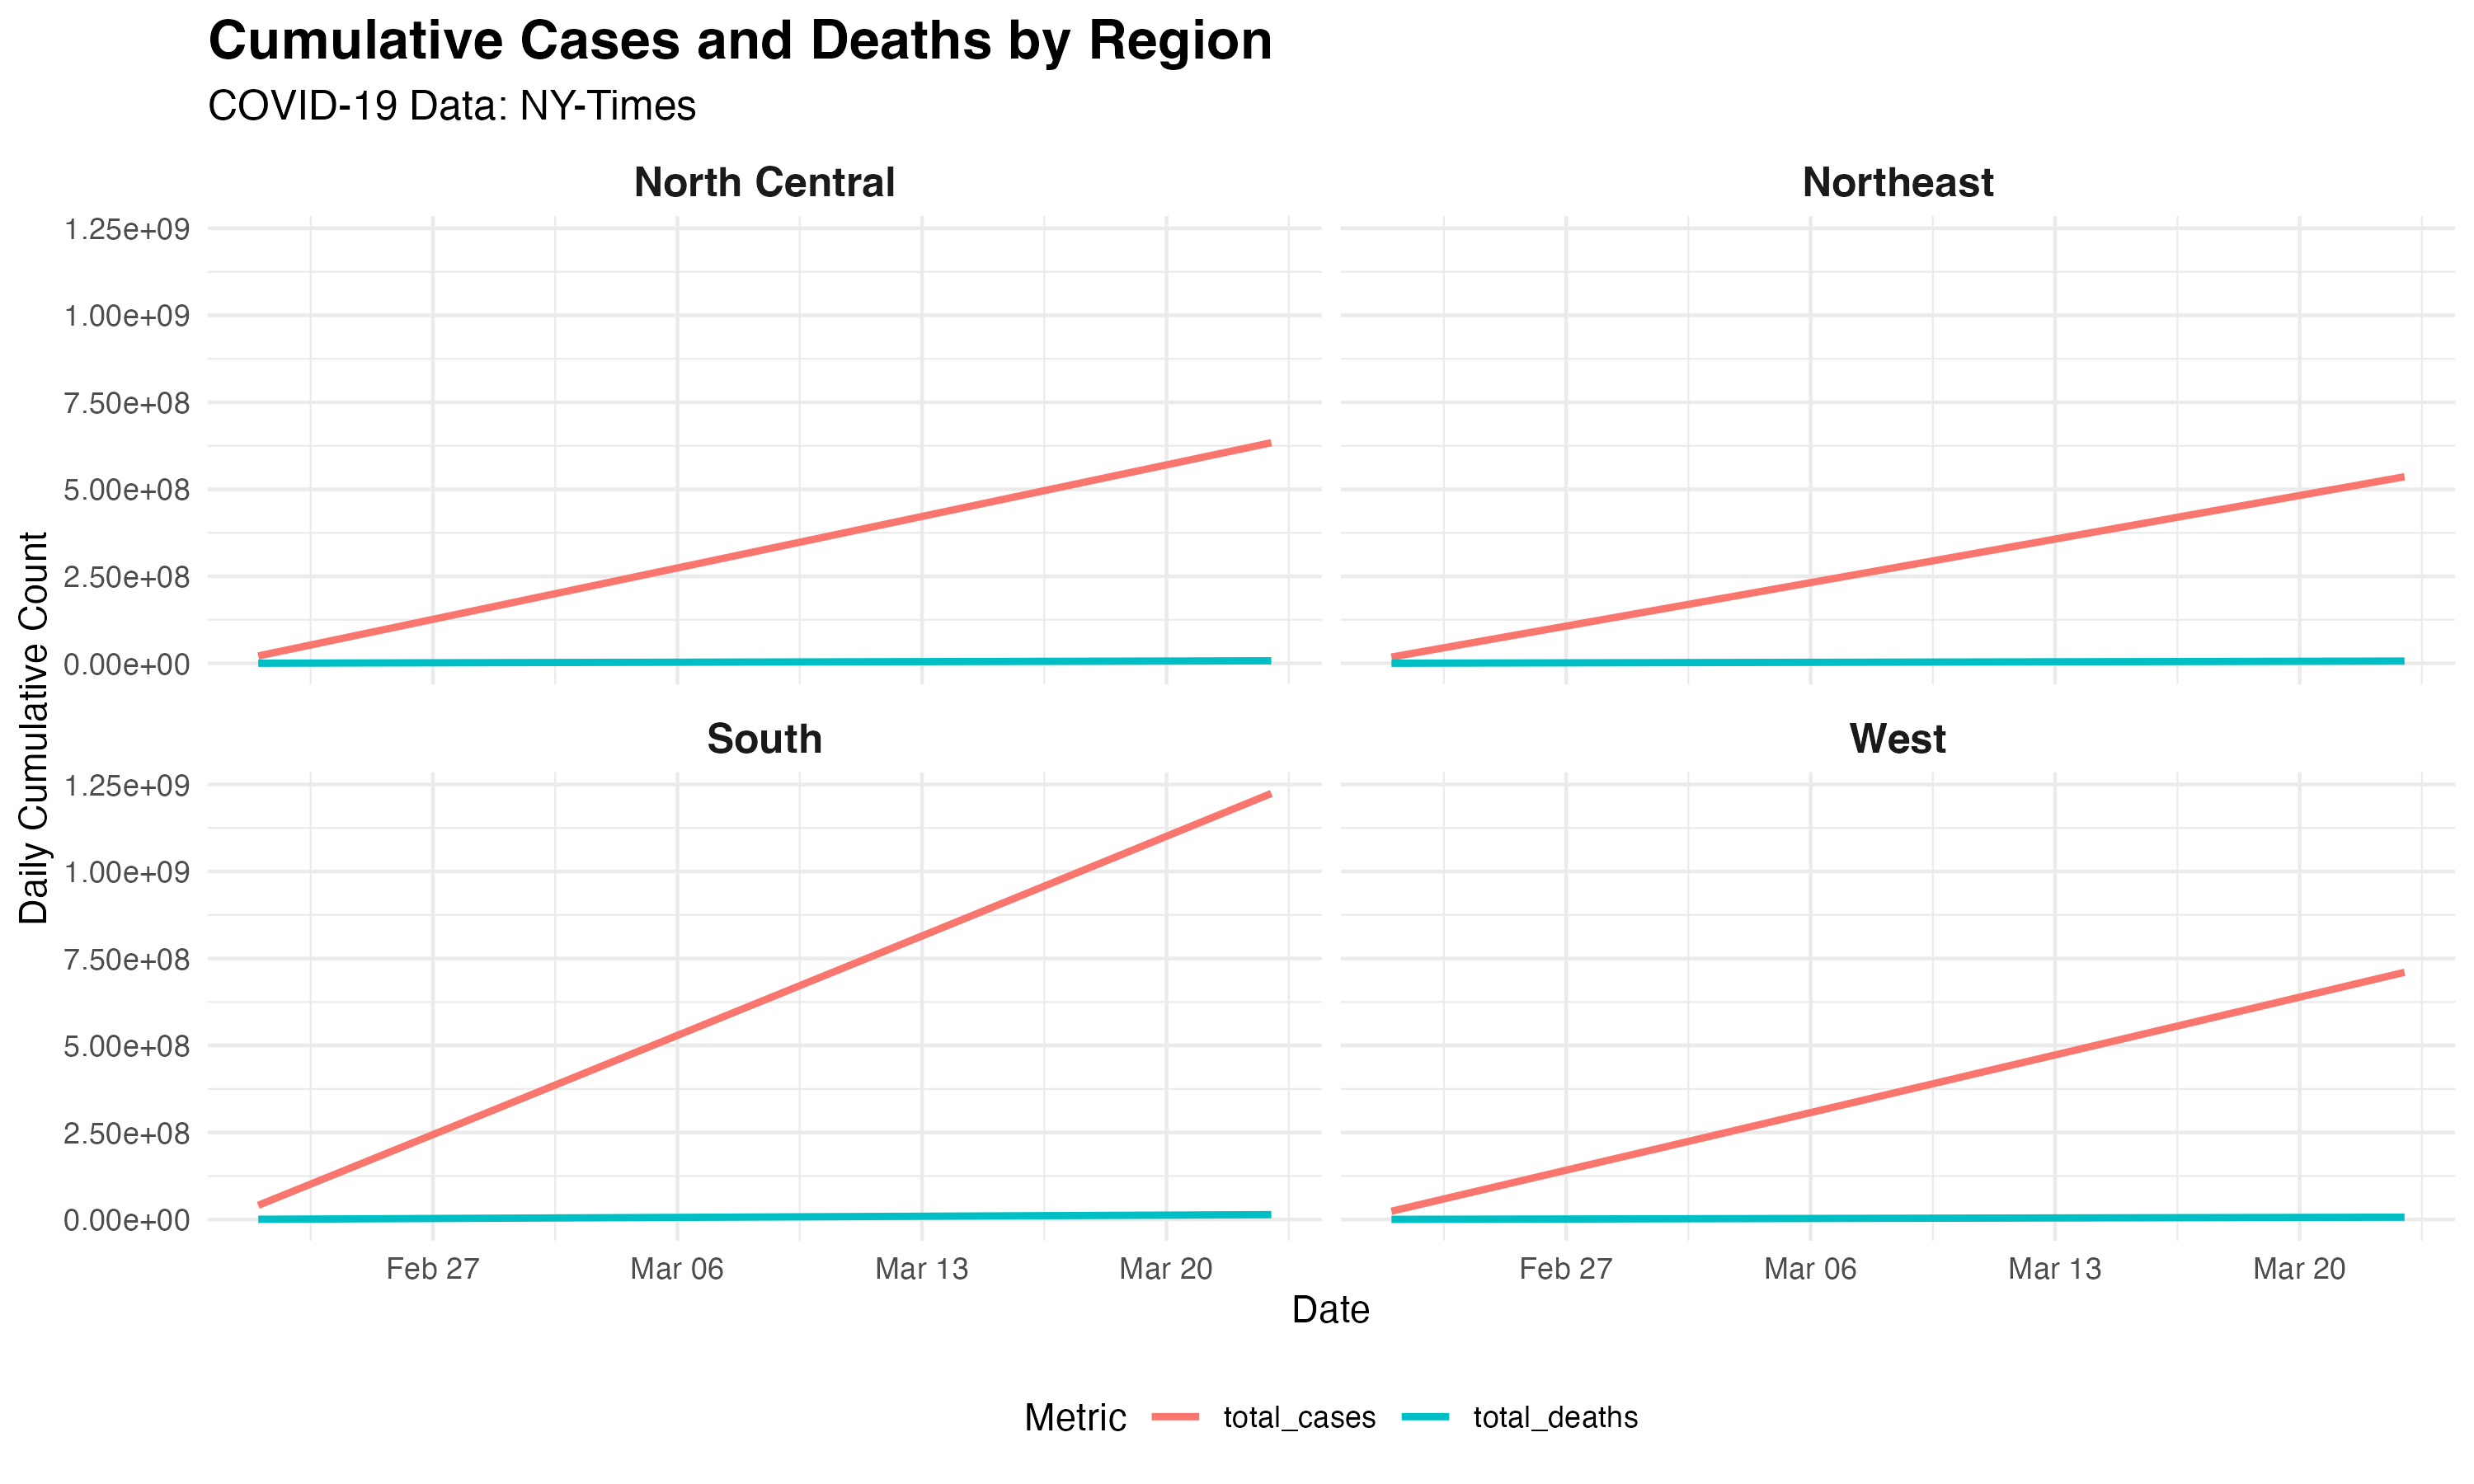 Cumulative Cases and Deaths by Region
COVID-19 Data: NY-Times
North Central
Northeast
1.25e+09
1.00e+09
7.50e+08
5.00e+08
2.50e+08
0.00e+00
South
West
1.25e+09
1.00e+09
7.50e+08
5.00e+08
2.50e+08
0.00e+00
Daily Cumulative Count
Feb 27 Mar 06 Mar 13 Mar 20
Feb 27 Mar 06 Mar 13 Mar 20
Date
Metric total_cases total_deaths